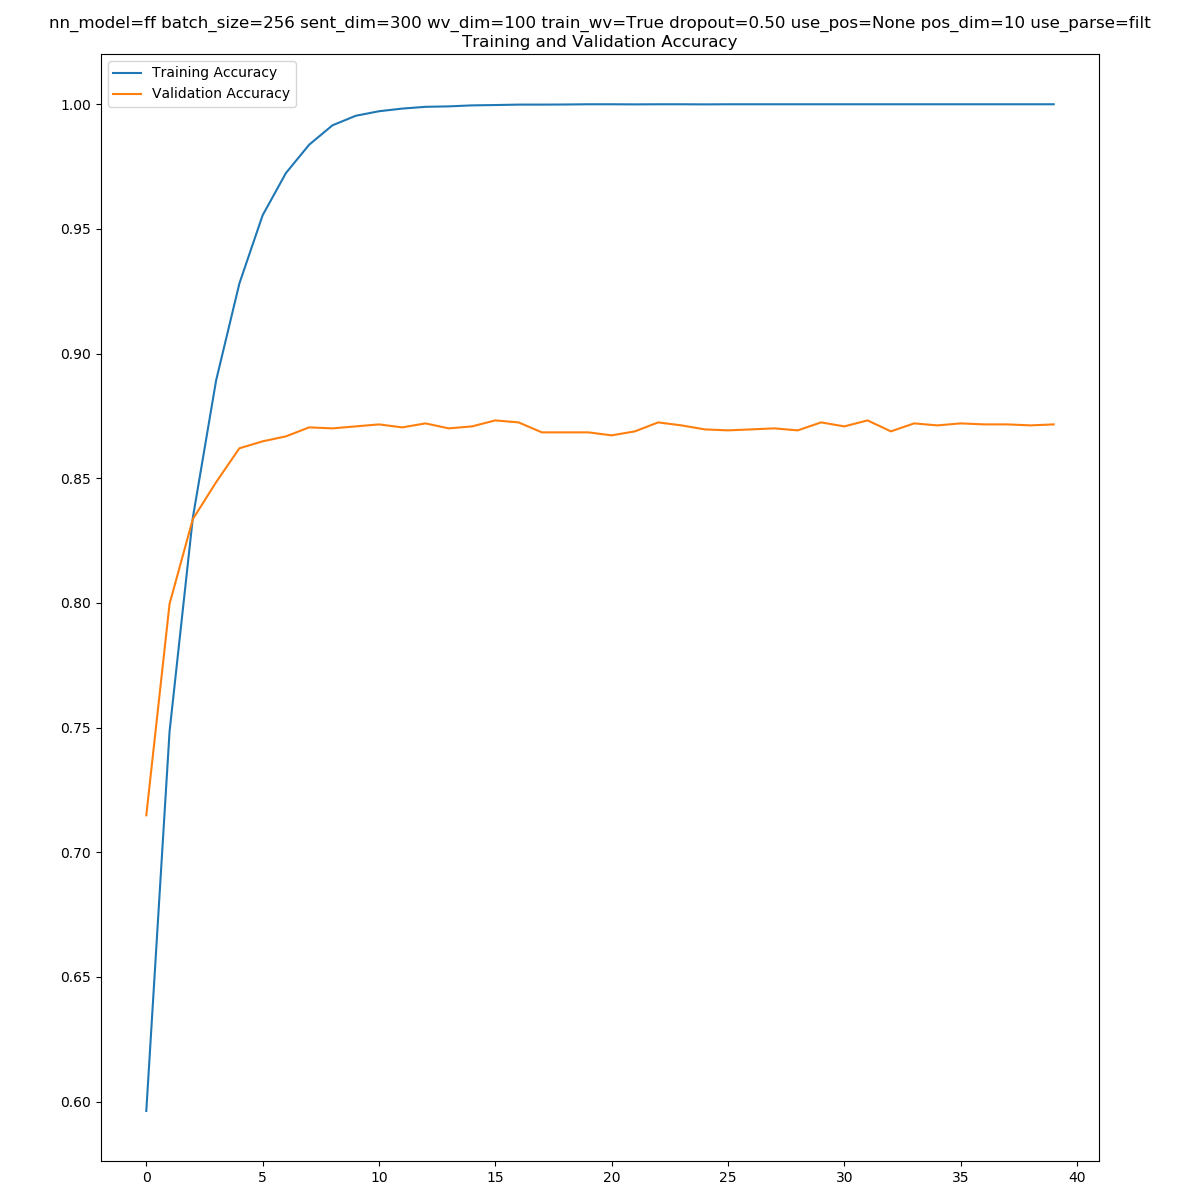 nn_model=ff batch_size=256 sent_dim=300 wv_dim=100 train_wv=True dropout=0.50 use_pos=None pos_dim=10 use_parse=filt
Training and Validation Accuracy
Training Accuracy
Validation Accuracy
1.00
0.95
0.90
0.85
0.80
0.75
0.70
0.65
0.60
0 5 10 15 20 25 30 35 40